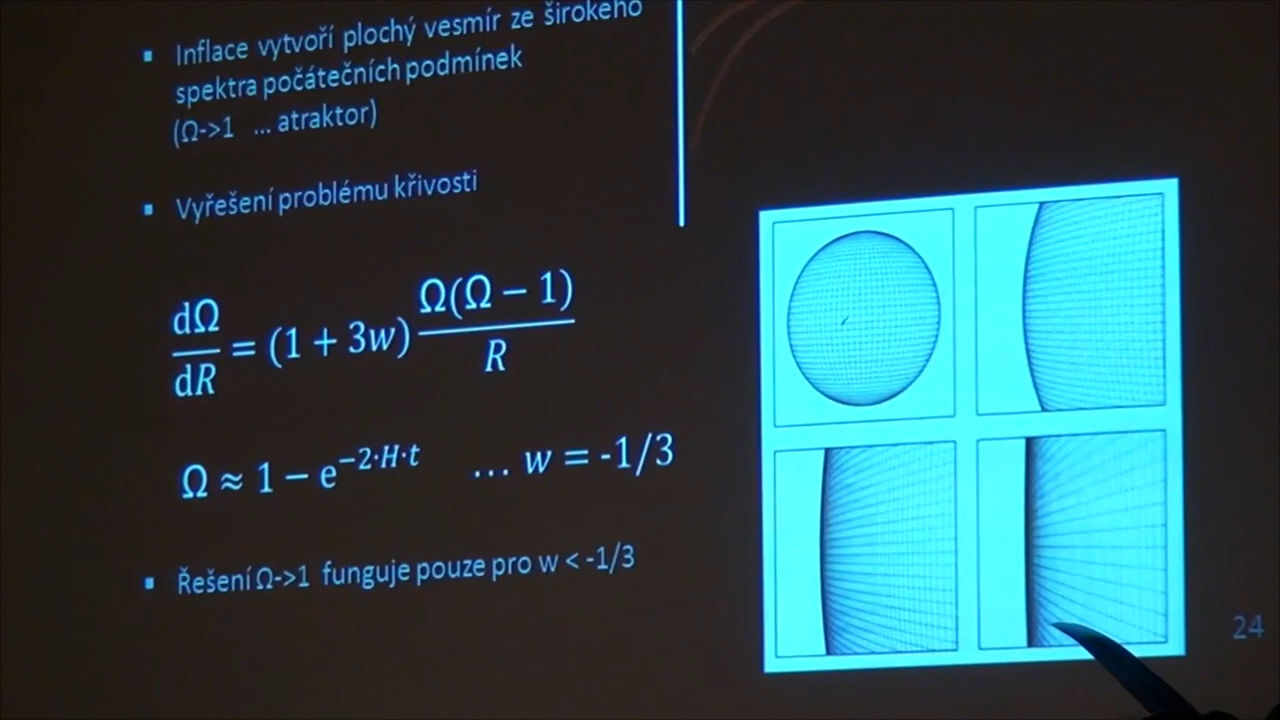 Inflace vytvoří plochý vesmír ze širokého
spektra počátečních podmínek
(Ω->1 ... atraktor)
Vyřešení problému křivosti
dΩ/dR = (1 + 3w) Ω(Ω − 1)/R
Ω ≈ 1 − e^(−2·H·t) ... w = -1/3
Řešení Ω->1 funguje pouze pro w < -1/3
24